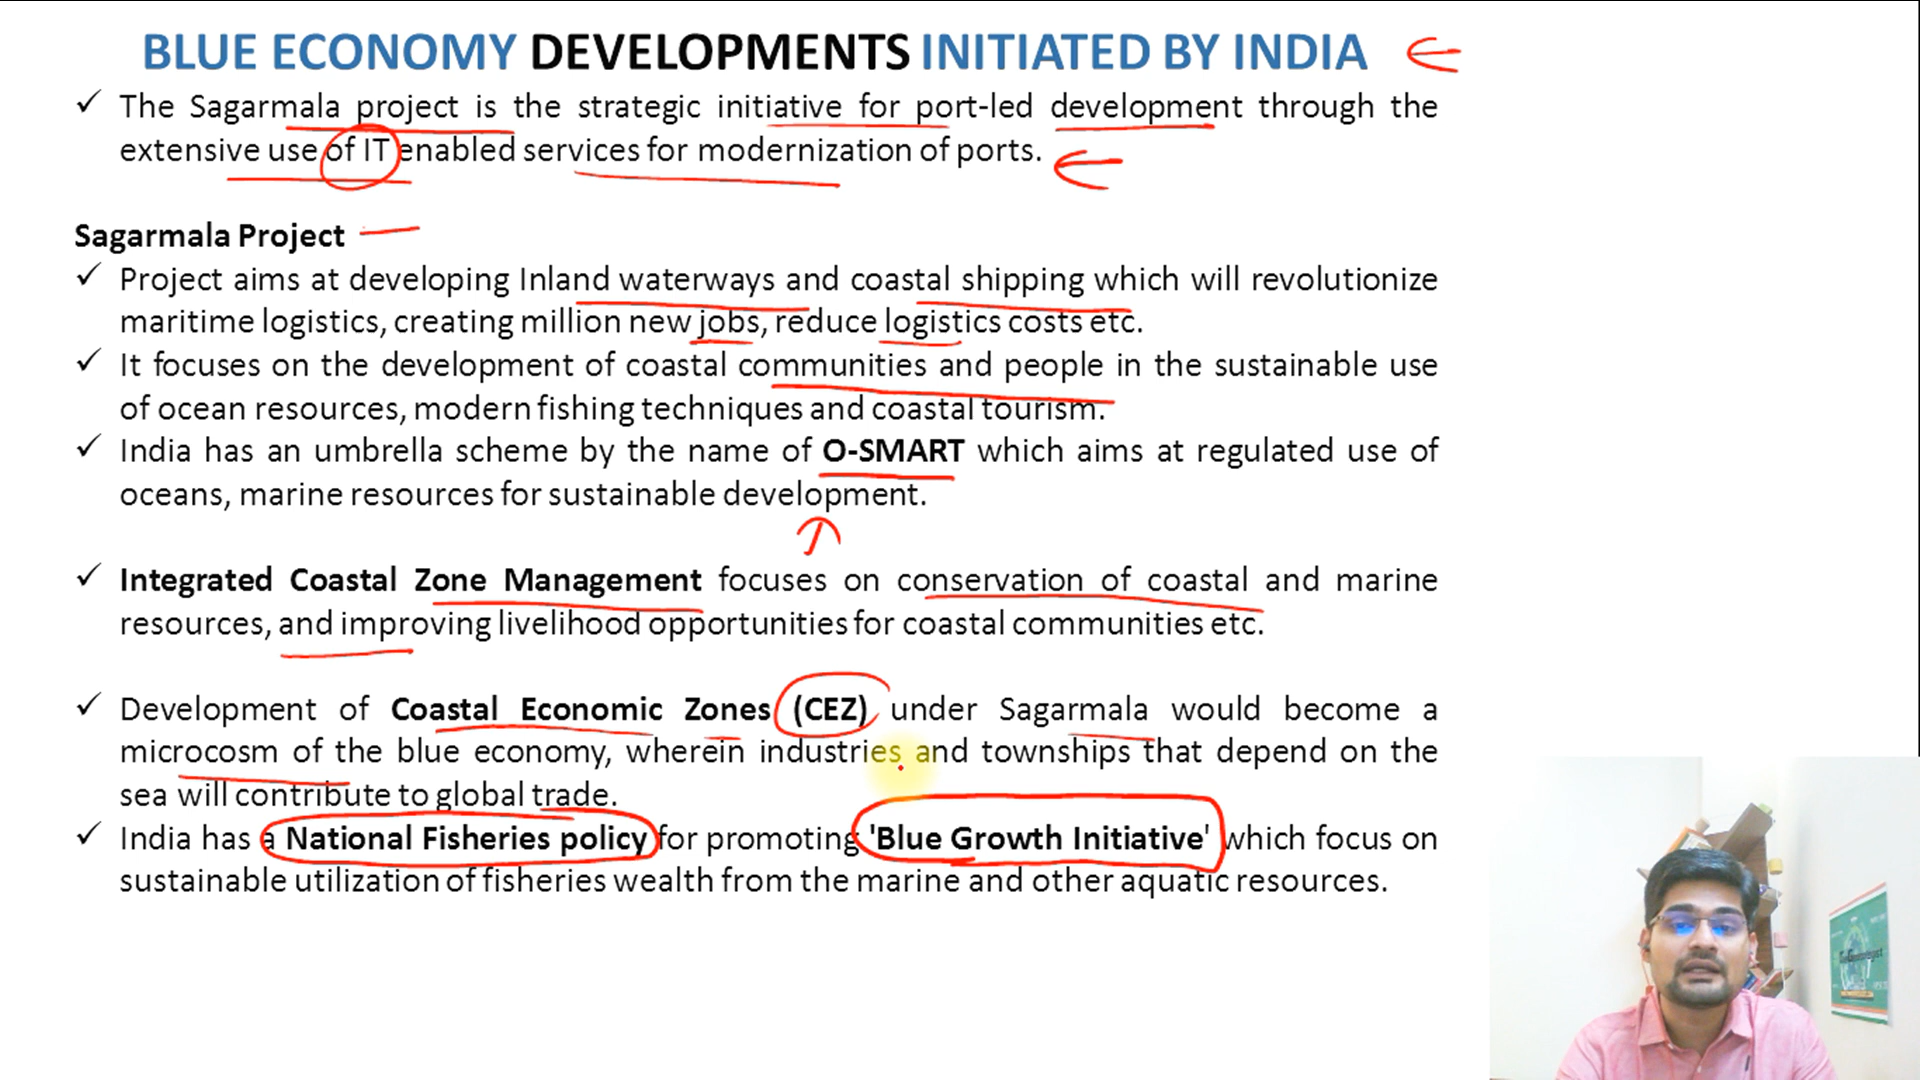 BLUE ECONOMY DEVELOPMENTS INITIATED BY INDIA
✓ The Sagarmala project is the strategic initiative for port-led development through the
extensive use of IT enabled services for modernization of ports.
Sagarmala Project
✓ Project aims at developing Inland waterways and coastal shipping which will revolutionize
maritime logistics, creating million new jobs, reduce logistics costs etc.
✓ It focuses on the development of coastal communities and people in the sustainable use
of ocean resources, modern fishing techniques and coastal tourism.
✓ India has an umbrella scheme by the name of O-SMART which aims at regulated use of
oceans, marine resources for sustainable development.
✓ Integrated Coastal Zone Management focuses on conservation of coastal and marine
resources, and improving livelihood opportunities for coastal communities etc.
✓ Development of Coastal Economic Zones (CEZ) under Sagarmala would become a
microcosm of the blue economy, wherein industries and townships that depend on the
sea will contribute to global trade.
✓ India has a National Fisheries policy for promoting 'Blue Growth Initiative' which focus on
sustainable utilization of fisheries wealth from the marine and other aquatic resources.